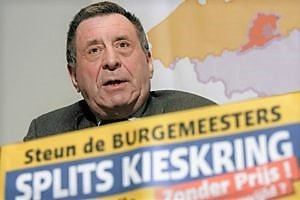 Steun de BURGEMEESTERS
SPLITS KIESKRING
Zonder Prijs !